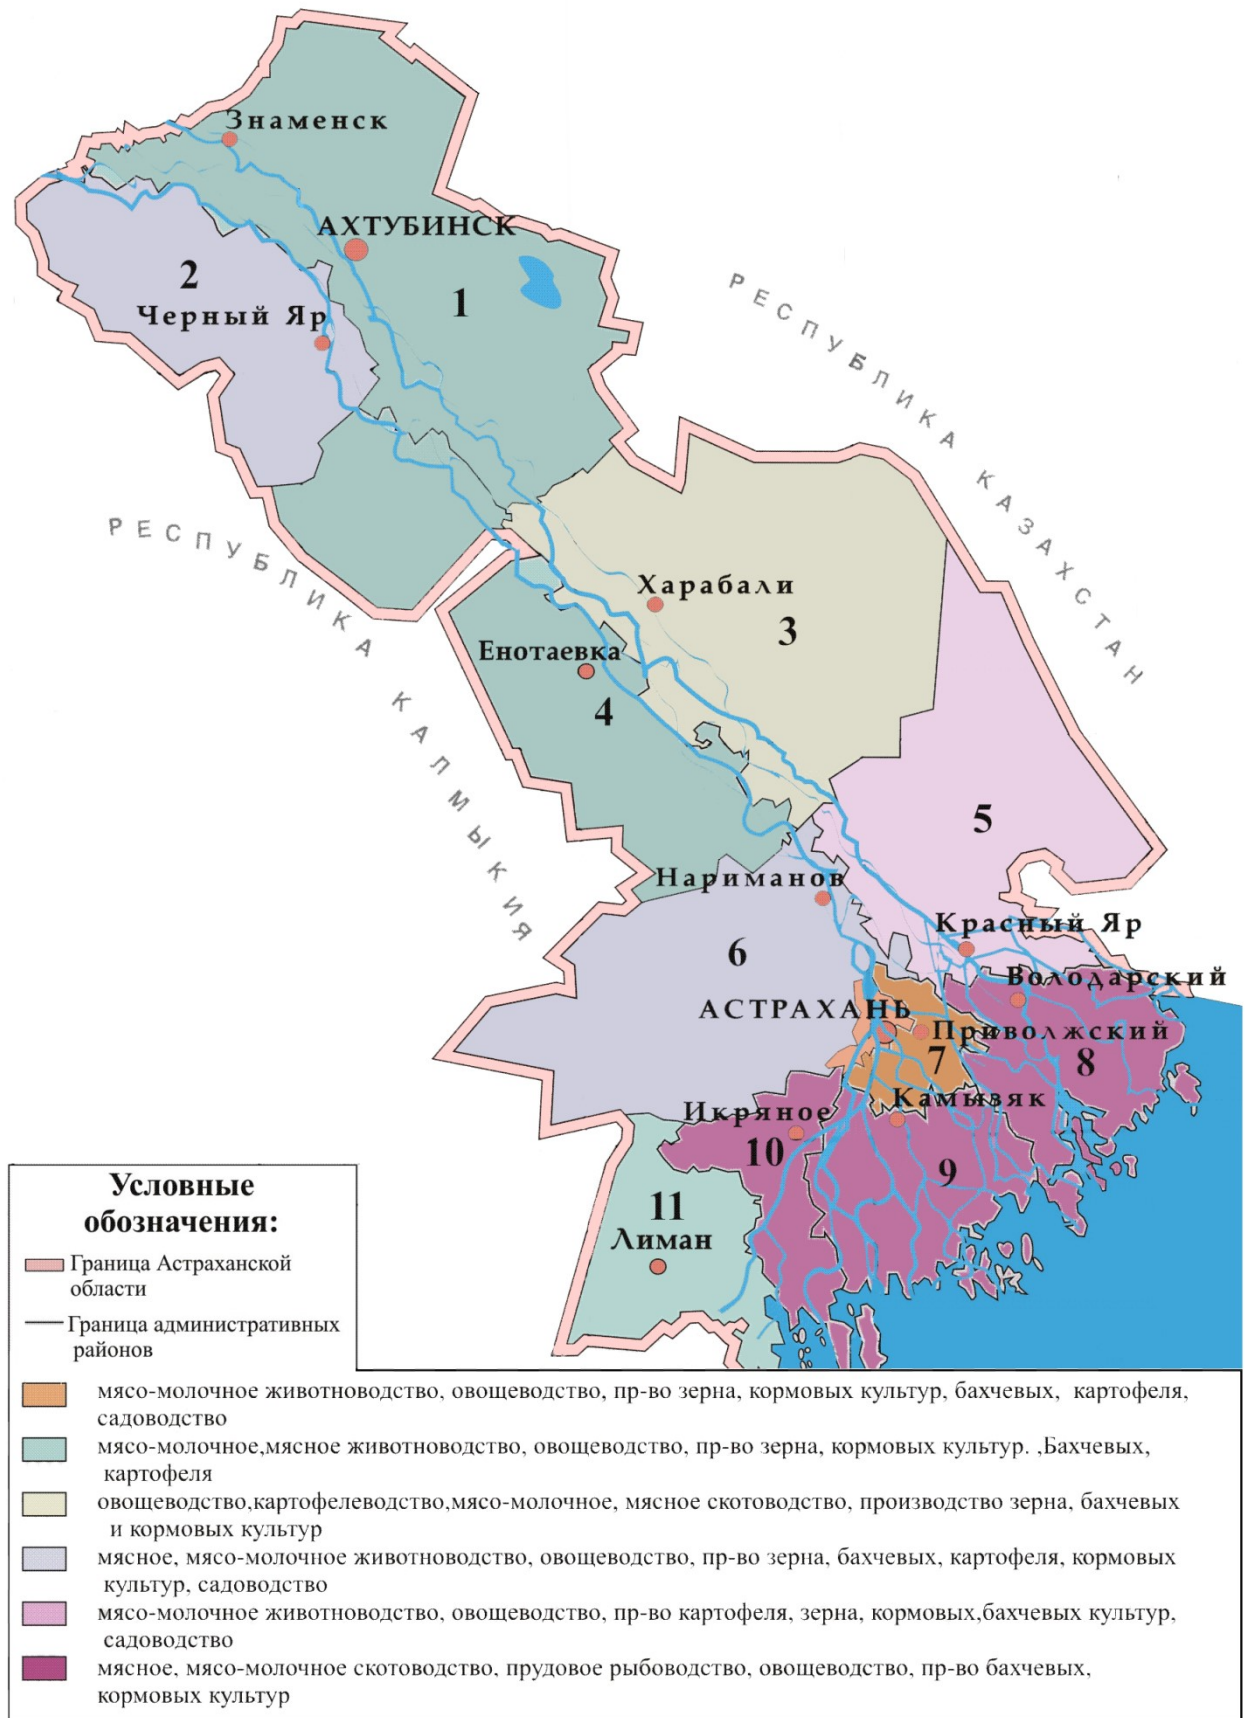 Знаменск
АХТУБИНСК
2
1
Черный Яр
РЕСПУБЛИКА КАЗАХСТАН
РЕСПУБЛИКА КАЛМЫКИЯ
Харабали
3
Енотаевка
4
5
Нариманов
6
Красный Яр
Володарский
АСТРАХАНЬ
Приволжский
7
8
Камызяк
Икряное
10
9
11
Лиман
Условные
обозначения:
Граница Астраханской
области
Граница административных
районов
мясо-молочное животноводство, овощеводство, пр-во зерна, кормовых культур, бахчевых, картофеля,
садоводство
мясо-молочное,мясное животноводство, овощеводство, пр-во зерна, кормовых культур. ,Бахчевых,
картофеля
овощеводство,картофелеводство,мясо-молочное, мясное скотоводство, производство зерна, бахчевых
и кормовых культур
мясное, мясо-молочное животноводство, овощеводство, пр-во зерна, бахчевых, картофеля, кормовых
культур, садоводство
мясо-молочное животноводство, овощеводство, пр-во картофеля, зерна, кормовых,бахчевых культур,
садоводство
мясное, мясо-молочное скотоводство, прудовое рыбоводство, овощеводство, пр-во бахчевых,
кормовых культур